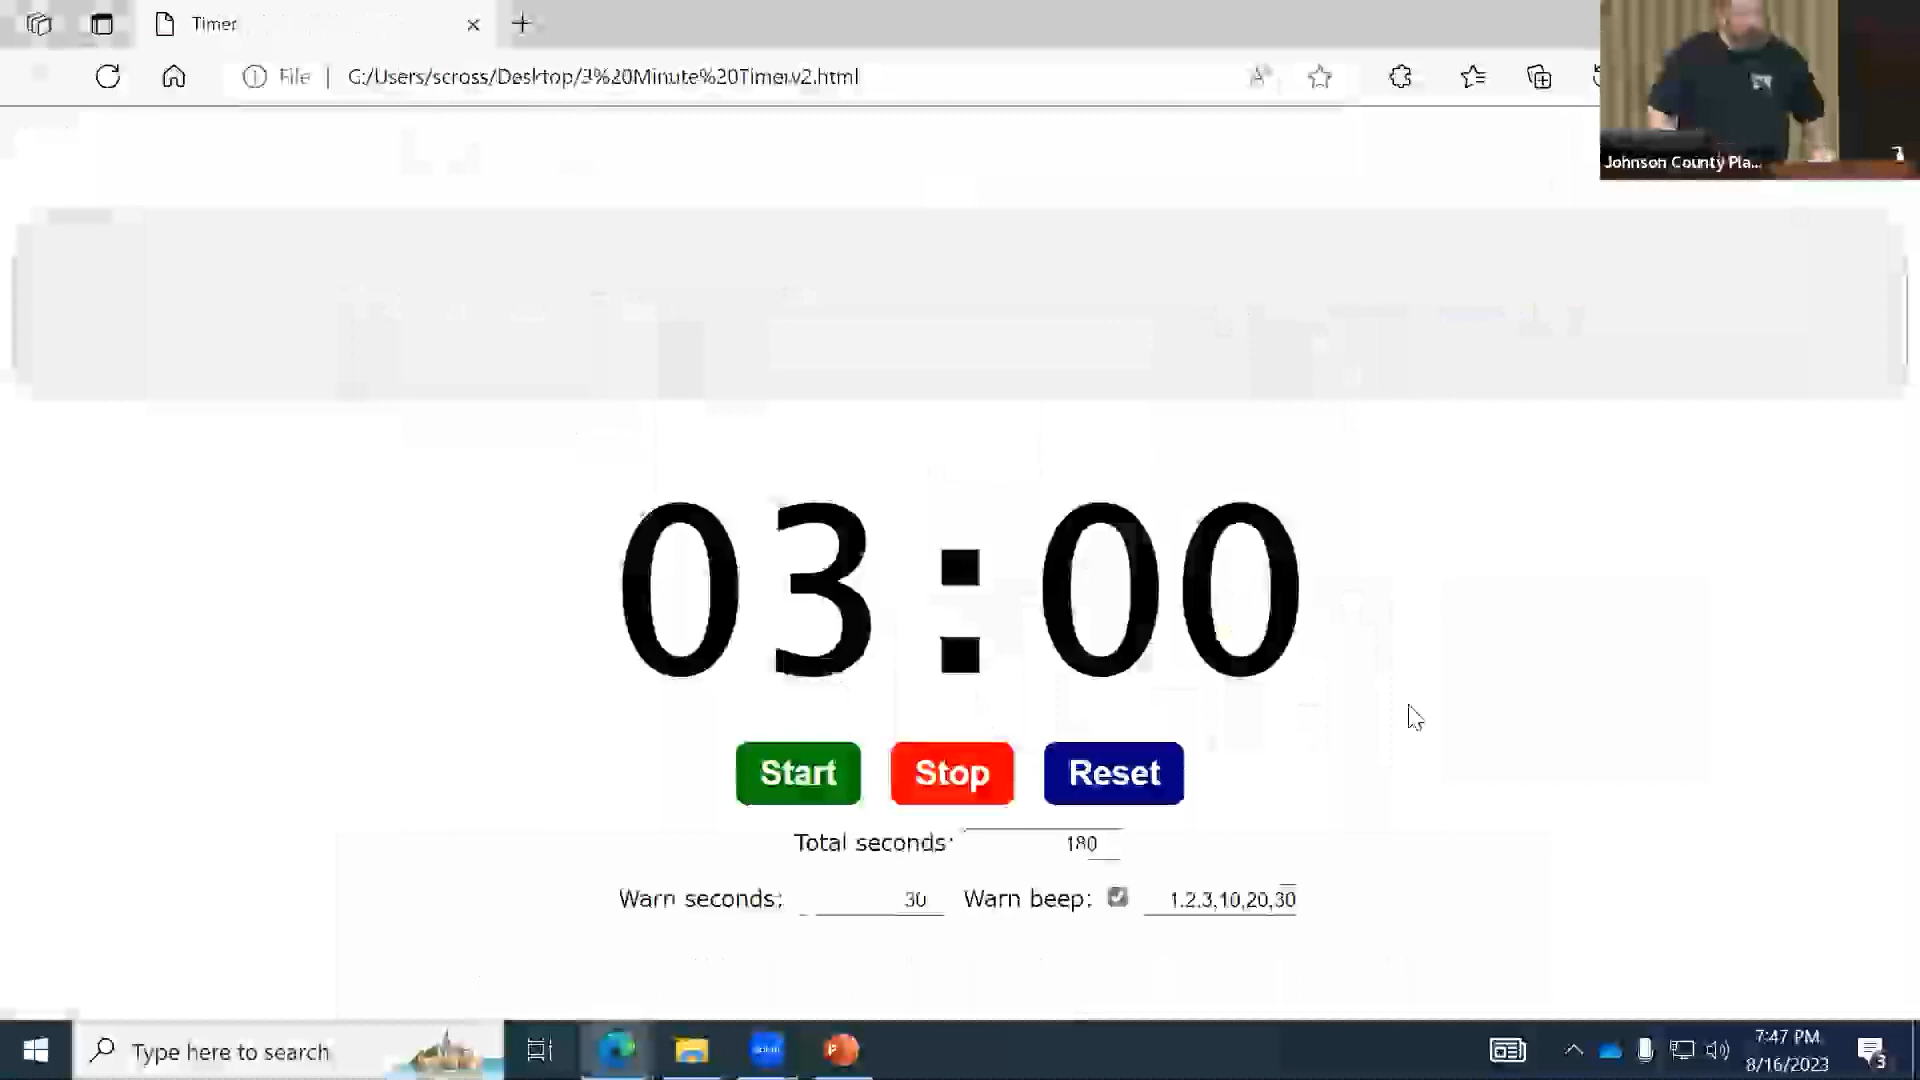 Timer
File
G:/Users/scross/Desktop/3%20Minute%20Timerv2.html
Johnson County Pla...
03:00
Start
Stop
Reset
Total seconds: 180
Warn seconds: 30 Warn beep: 1,2,3,10,20,30
Type here to search
zoom
P
7:47 PM
8/16/2023
3